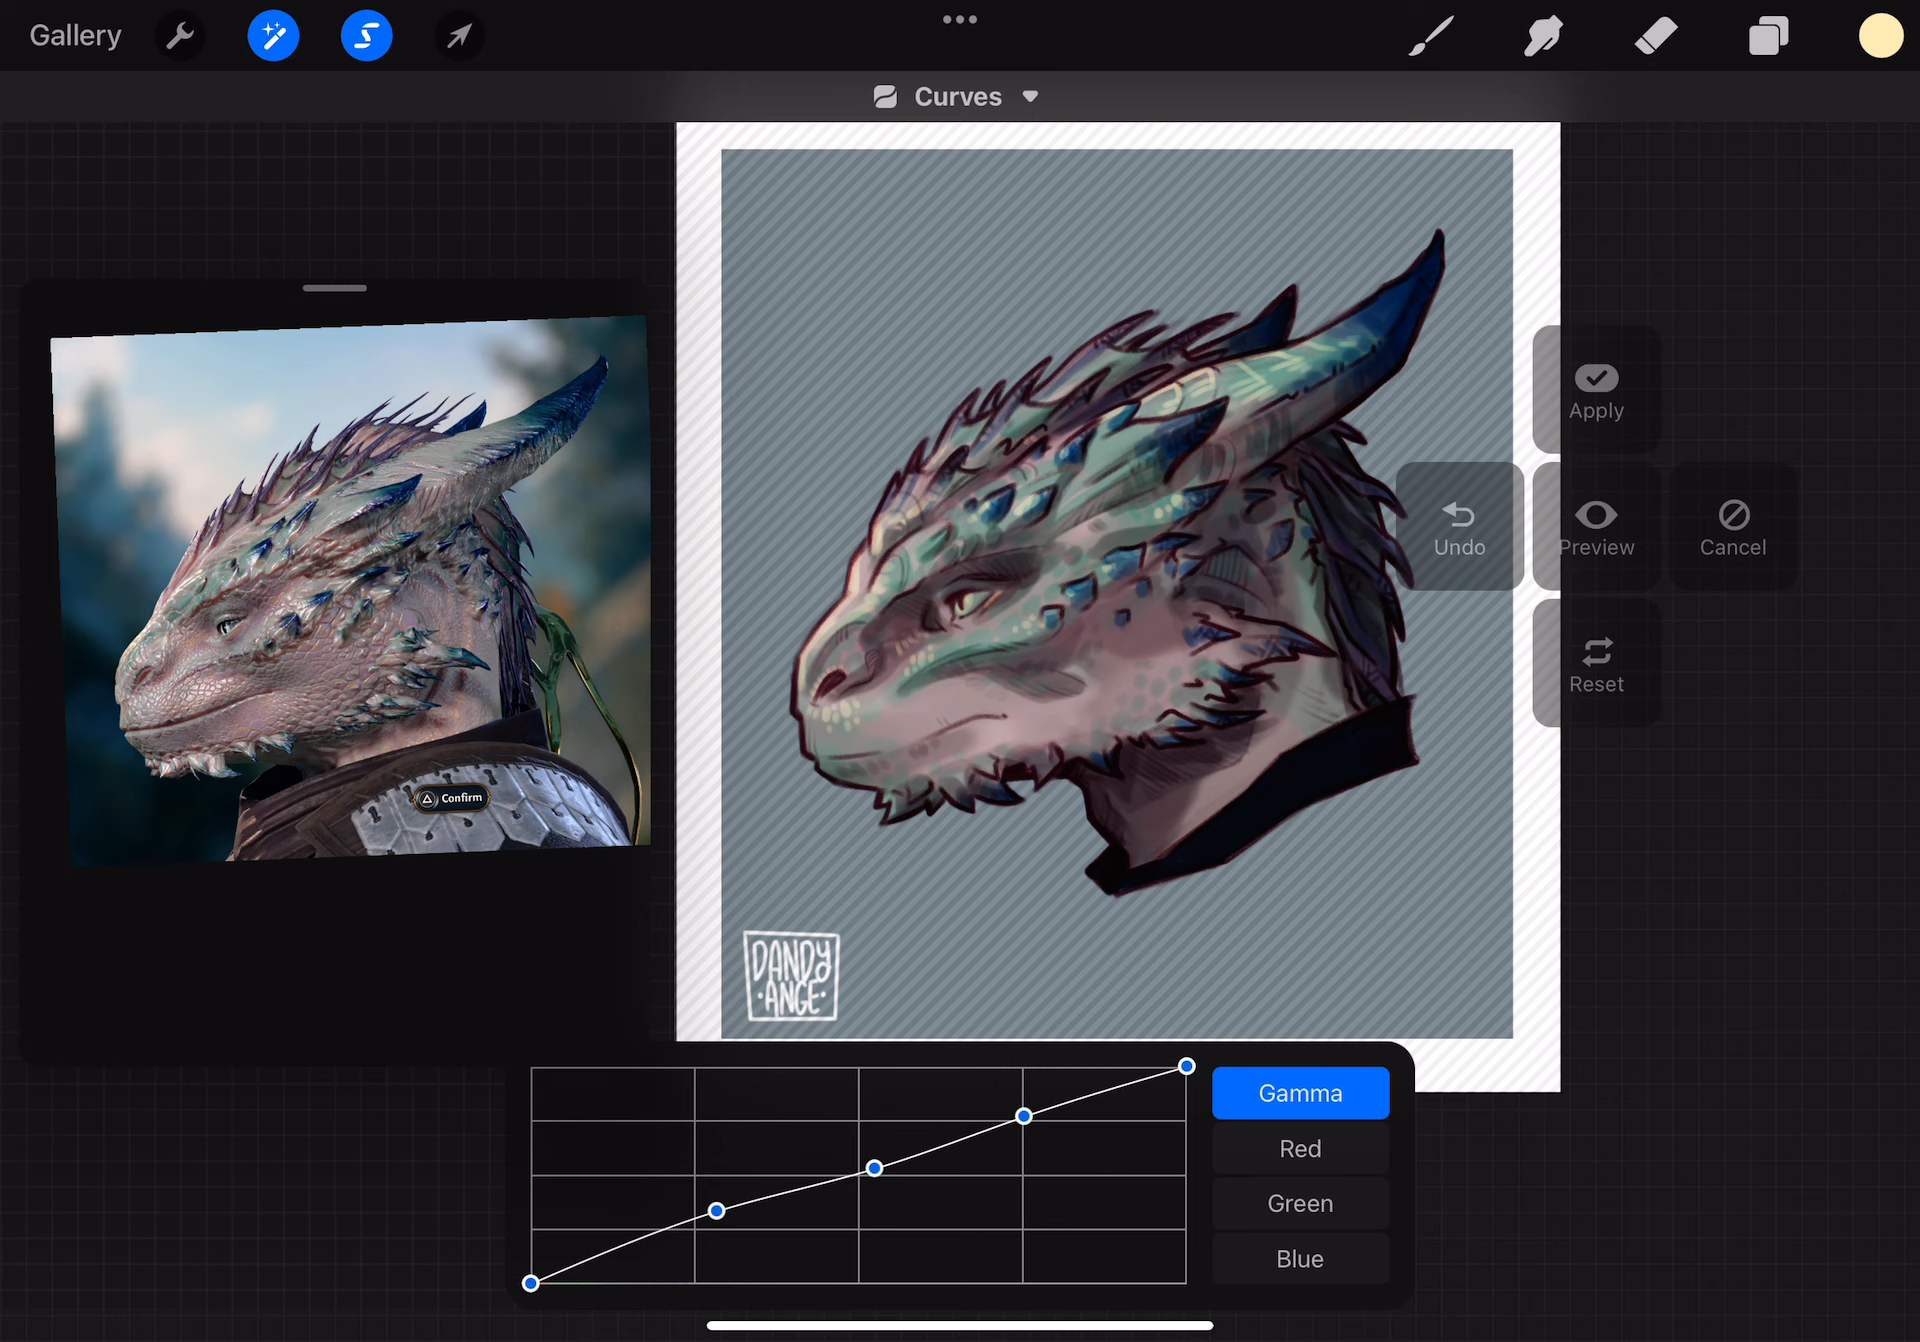 Gallery
Curves
Apply
Undo
Preview
Cancel
Reset
Confirm
DANDY
·ANGE·
Gamma
Red
Green
Blue